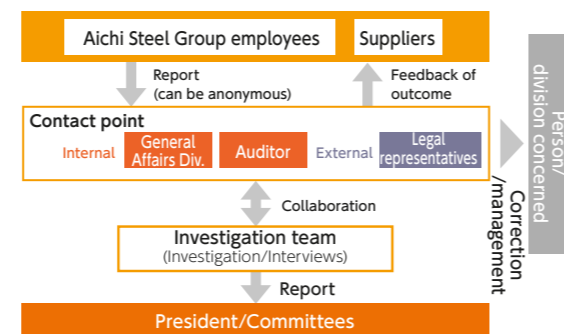 Aichi Steel Group employees
Suppliers
Report
(can be anonymous)
Feedback of
outcome
Contact point
Internal
General
Affairs Div.
Auditor
External
Legal
representatives
Person/
division concerned
Correction
/management
Collaboration
Investigation team
(Investigation/Interviews)
Report
President/Committees